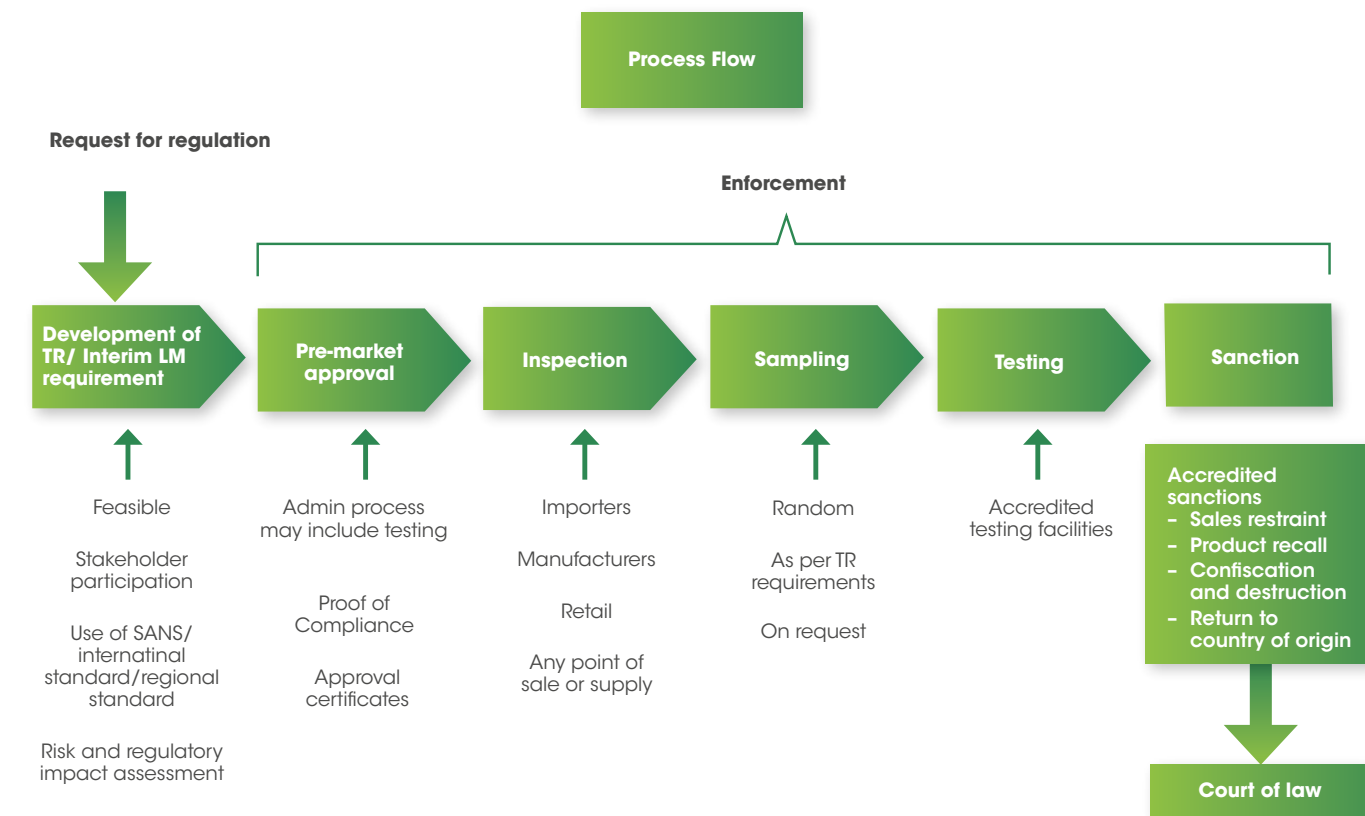 Process Flow
Request for regulation
Enforcement
Development of
TR/ Interim LM
requirement
Pre-market
approval
Inspection
Sampling
Testing
Sanction
Feasible
Stakeholder
participation
Use of SANS/
internatinal
standard/regional
standard
Risk and regulatory
impact assessment
Admin process
may include testing
Proof of
Compliance
Approval
certificates
Importers
Manufacturers
Retail
Any point of
sale or supply
Random
As per TR
requirements
On request
Accredited
testing facilities
Accredited
sanctions
– Sales restraint
– Product recall
– Confiscation
and destruction
– Return to
country of origin
Court of law